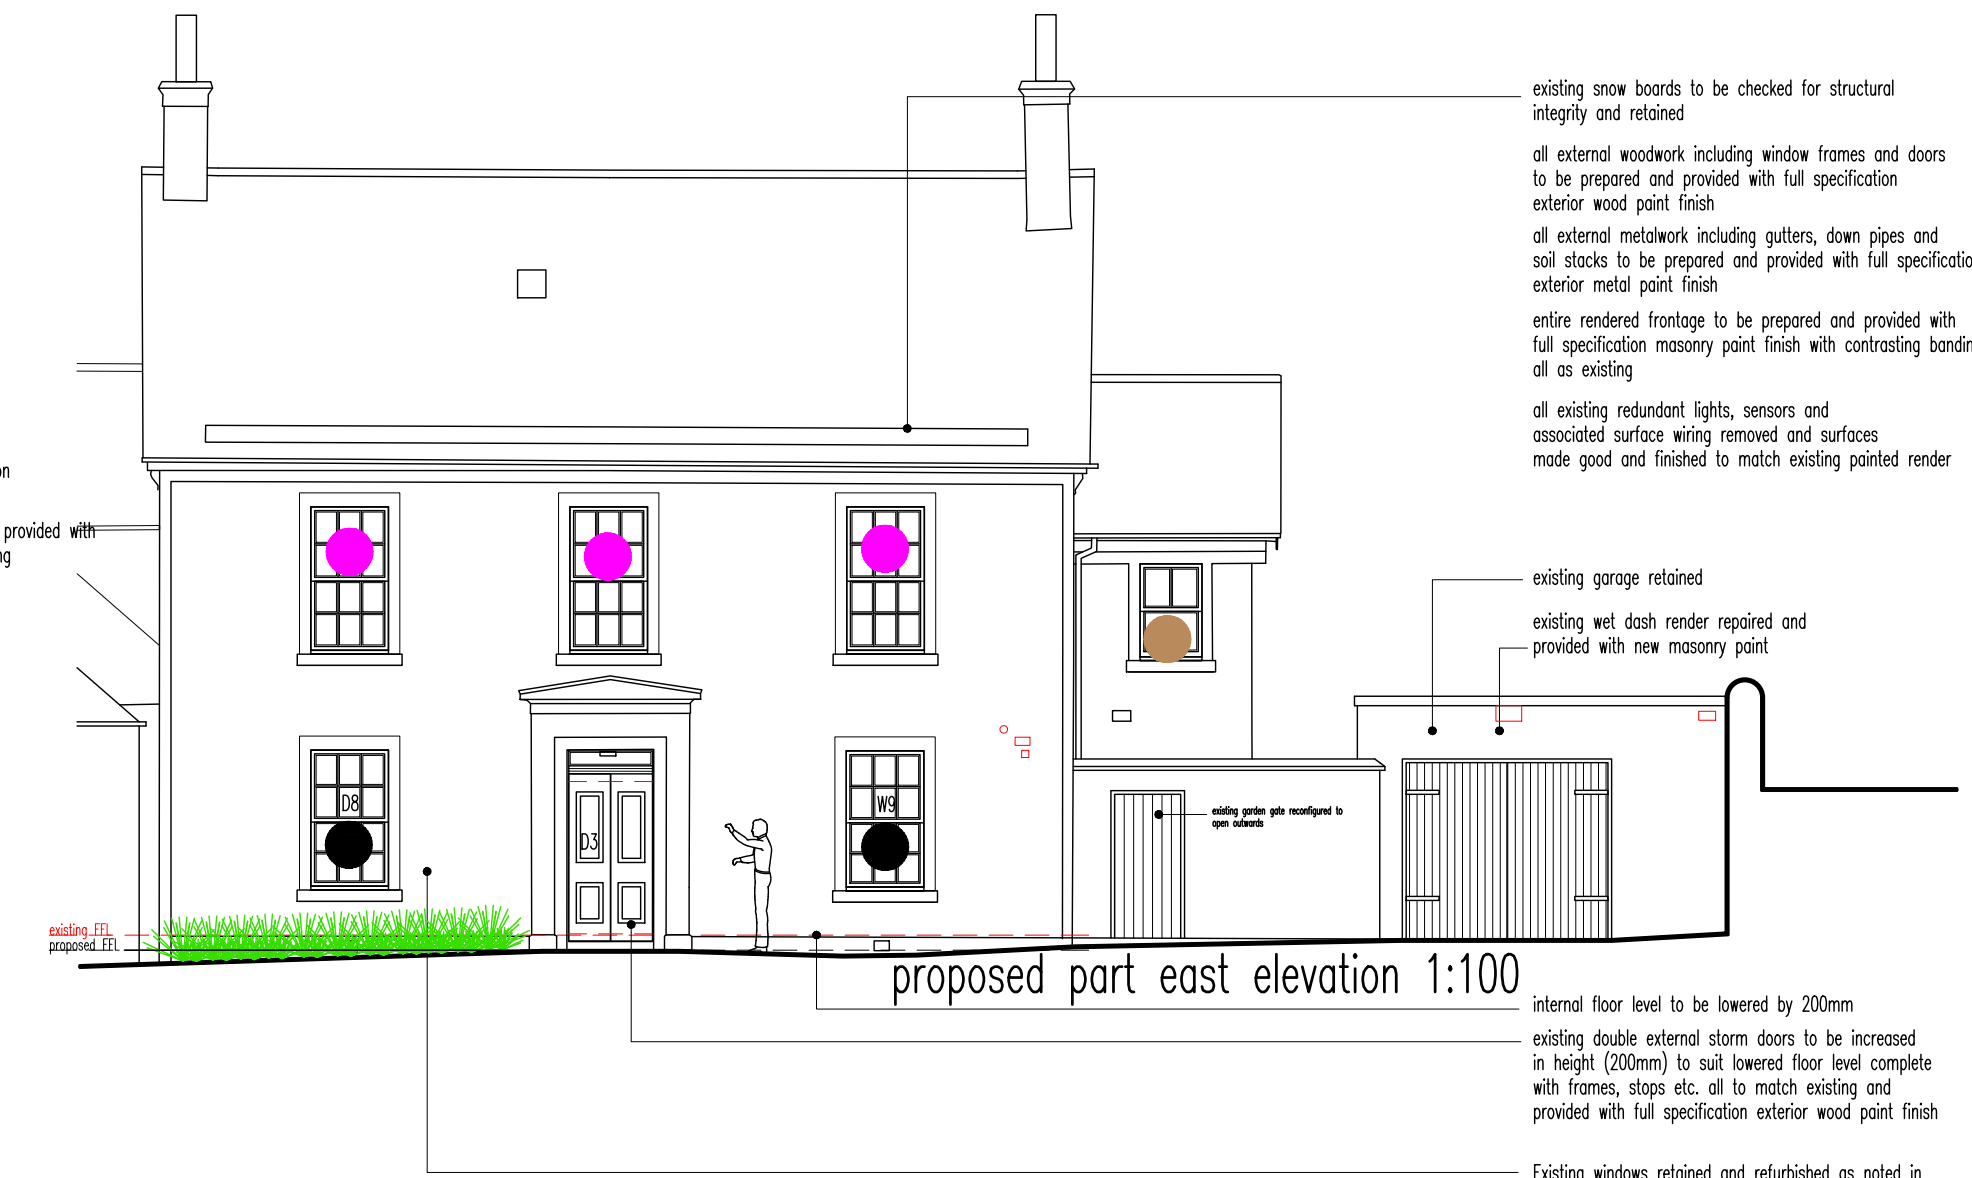 existing snow boards to be checked for structural
integrity and retained
all external woodwork including window frames and doors
to be prepared and provided with full specification
exterior wood paint finish
all external metalwork including gutters, down pipes and
soil stacks to be prepared and provided with full specificatio
exterior metal paint finish
entire rendered frontage to be prepared and provided with
full specification masonry paint finish with contrasting bandin
all as existing
all existing redundant lights, sensors and
associated surface wiring removed and surfaces
made good and finished to match existing painted render
on
provided with
ng
existing garage retained
existing wet dash render repaired and
provided with new masonry paint
D8
W9
D3
existing garden gate reconfigured to
open outwards
existing FFL
proposed FFL
proposed part east elevation 1:100
internal floor level to be lowered by 200mm
existing double external storm doors to be increased
in height (200mm) to suit lowered floor level complete
with frames, stops etc. all to match existing and
provided with full specification exterior wood paint finish
Existing windows retained and refurbished as noted in